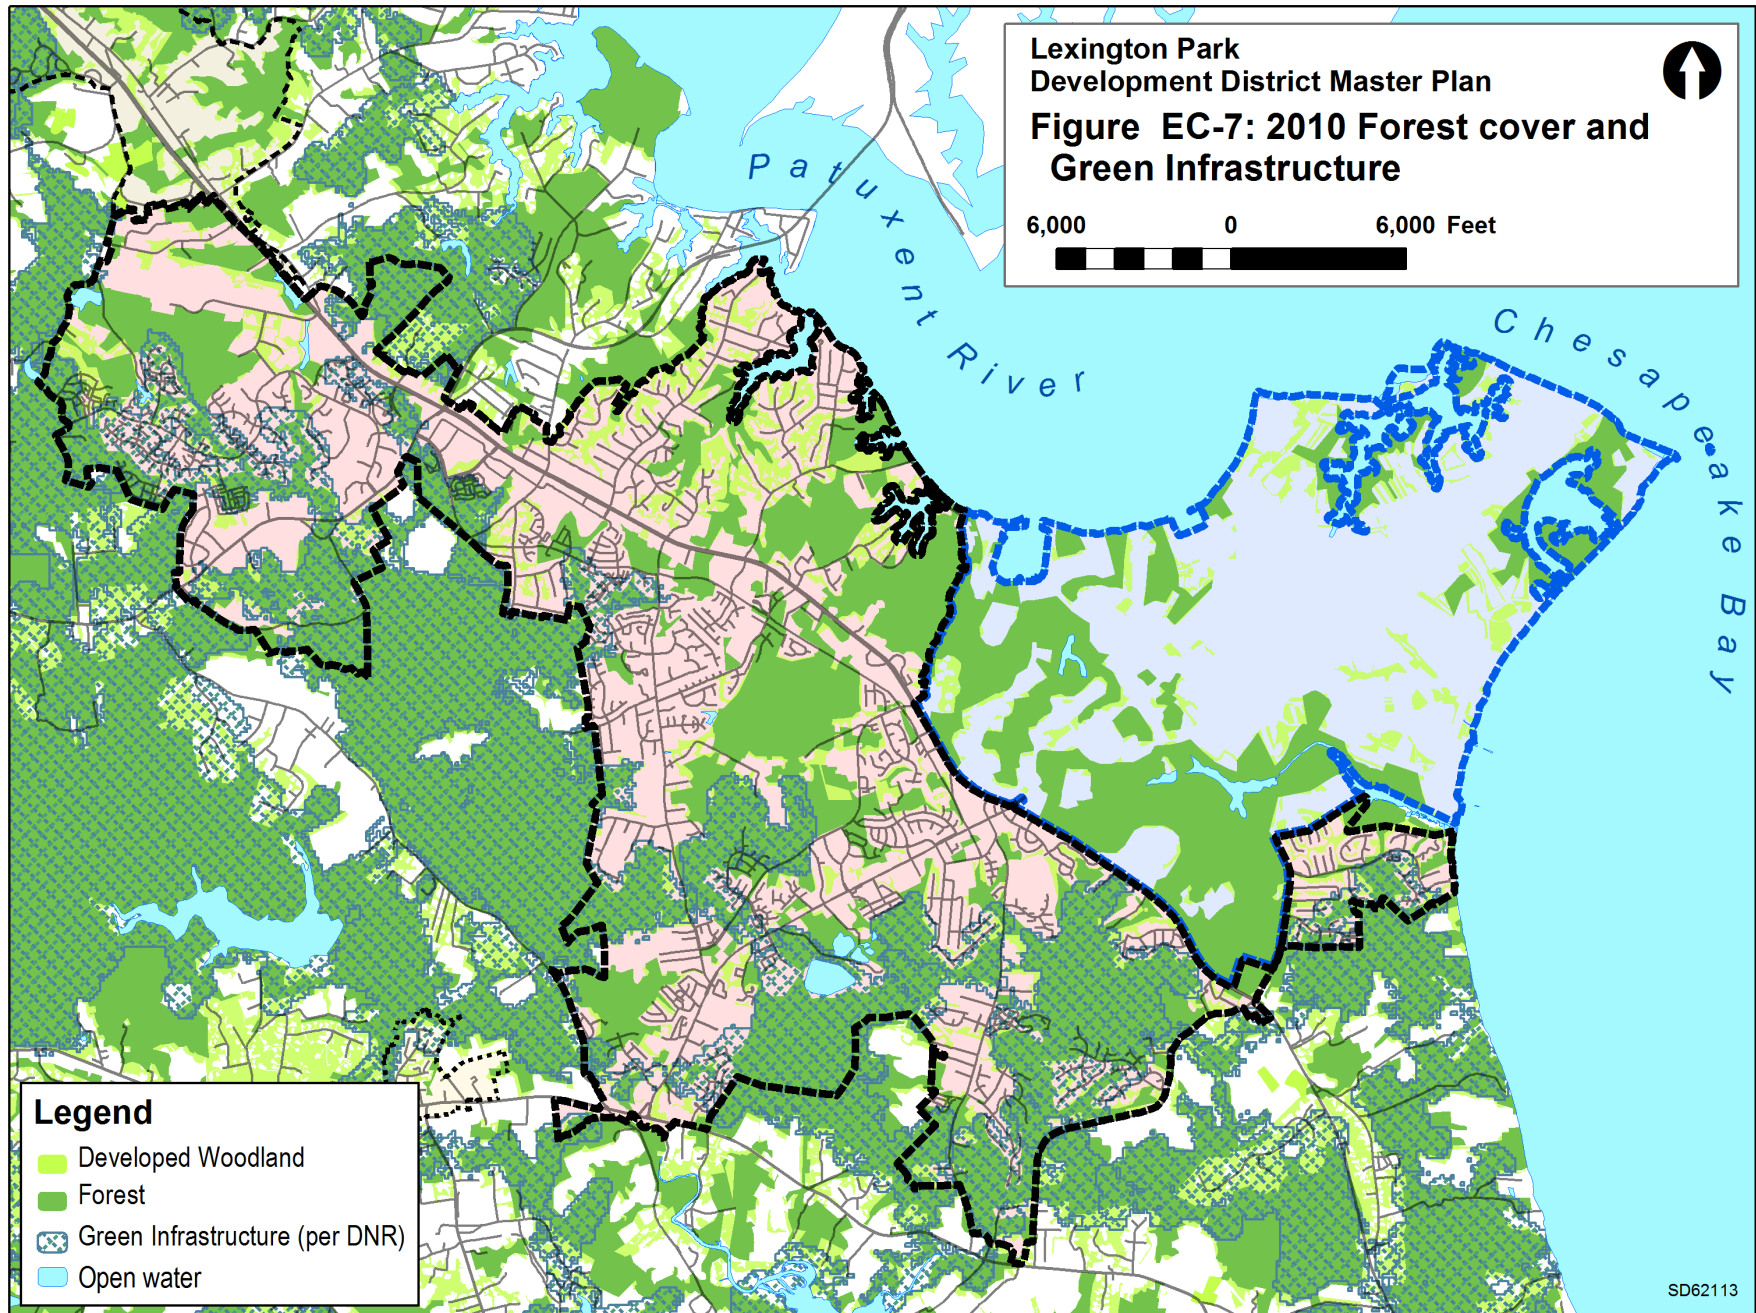 Lexington Park
Development District Master Plan
Figure EC-7: 2010 Forest cover and
Green Infrastructure
6,000 0 6,000 Feet
Patuxent River
Chesapeake Bay
Legend
Developed Woodland
Forest
Green Infrastructure (per DNR)
Open water
SD62113